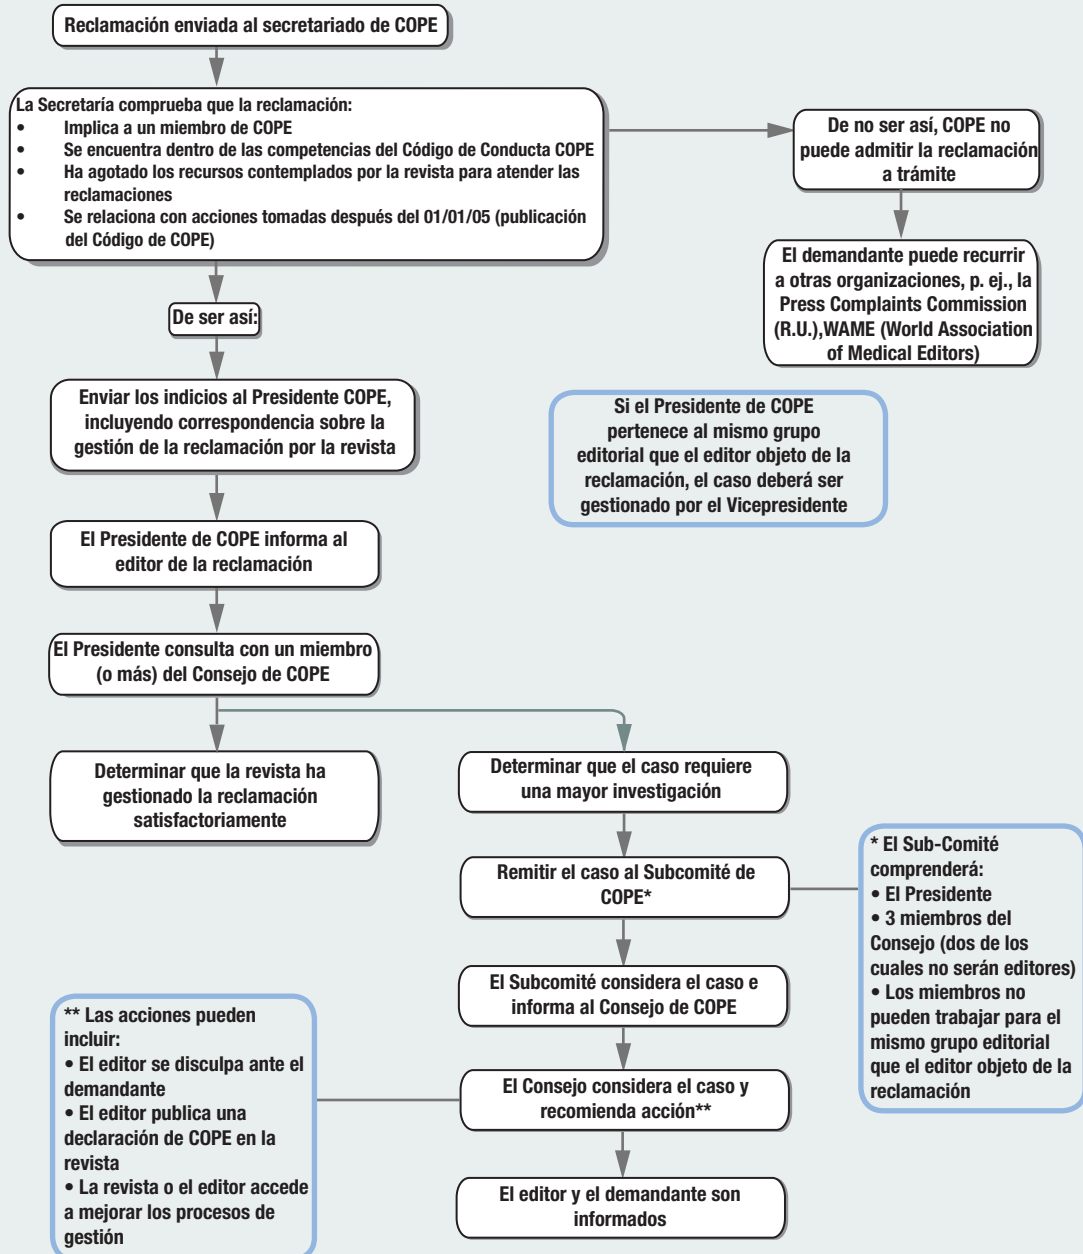 Reclamación enviada al secretariado de COPE
La Secretaría comprueba que la reclamación:
• Implica a un miembro de COPE
• Se encuentra dentro de las competencias del Código de Conducta COPE
• Ha agotado los recursos contemplados por la revista para atender las
reclamaciones
• Se relaciona con acciones tomadas después del 01/01/05 (publicación
del Código de COPE)
De no ser así, COPE no
puede admitir la reclamación
a trámite
El demandante puede recurrir
a otras organizaciones, p. ej., la
Press Complaints Commission
(R.U.),WAME (World Association
of Medical Editors)
De ser así:
Enviar los indicios al Presidente COPE,
incluyendo correspondencia sobre la
gestión de la reclamación por la revista
Si el Presidente de COPE
pertenece al mismo grupo
editorial que el editor objeto de la
reclamación, el caso deberá ser
gestionado por el Vicepresidente
El Presidente de COPE informa al
editor de la reclamación
El Presidente consulta con un miembro
(o más) del Consejo de COPE
Determinar que la revista ha
gestionado la reclamación
satisfactoriamente
Determinar que el caso requiere
una mayor investigación
Remitir el caso al Subcomité de
COPE*
* El Sub-Comité
comprenderá:
• El Presidente
• 3 miembros del
Consejo (dos de los
cuales no serán editores)
• Los miembros no
pueden trabajar para el
mismo grupo editorial
que el editor objeto de la
reclamación
El Subcomité considera el caso e
informa al Consejo de COPE
El Consejo considera el caso y
recomienda acción**
** Las acciones pueden
incluir:
• El editor se disculpa ante el
demandante
• El editor publica una
declaración de COPE en la
revista
• La revista o el editor accede
a mejorar los procesos de
gestión
El editor y el demandante son
informados